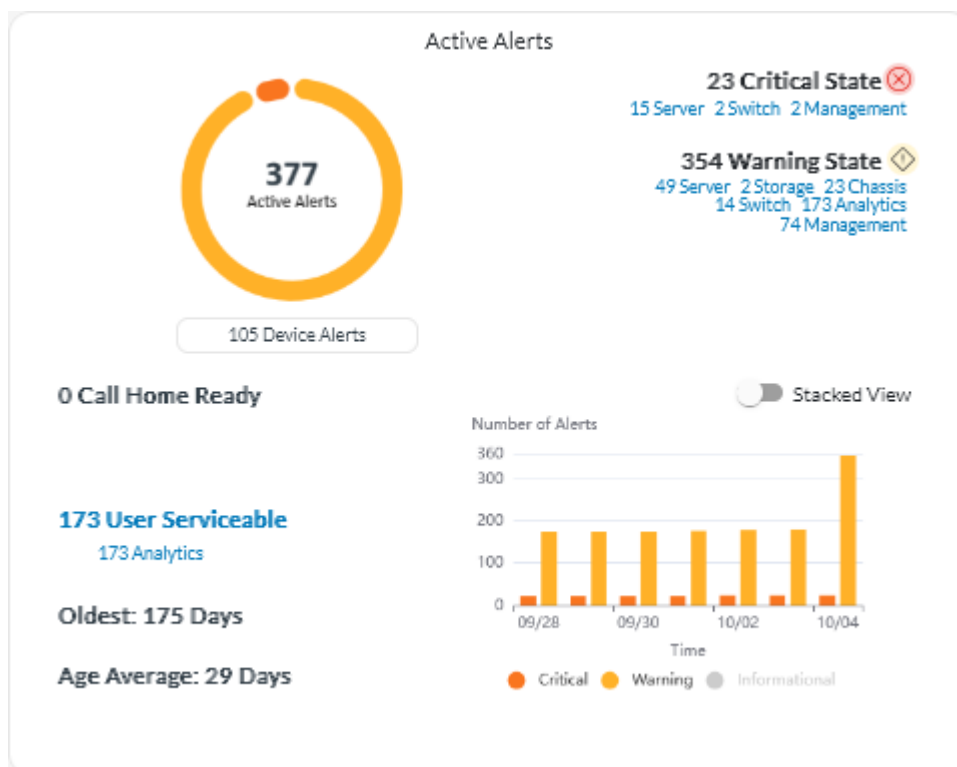 Active Alerts
377
Active Alerts
105 Device Alerts
23 Critical State
15 Server 2 Switch 2 Management
354 Warning State
49 Server 2 Storage 23 Chassis
14 Switch 173 Analytics
74 Management
0 Call Home Ready
173 User Serviceable
173 Analytics
Oldest: 175 Days
Age Average: 29 Days
Stacked View
Number of Alerts
360
300
200
100
0
09/28 09/30 10/02 10/04
Time
Critical Warning Informational